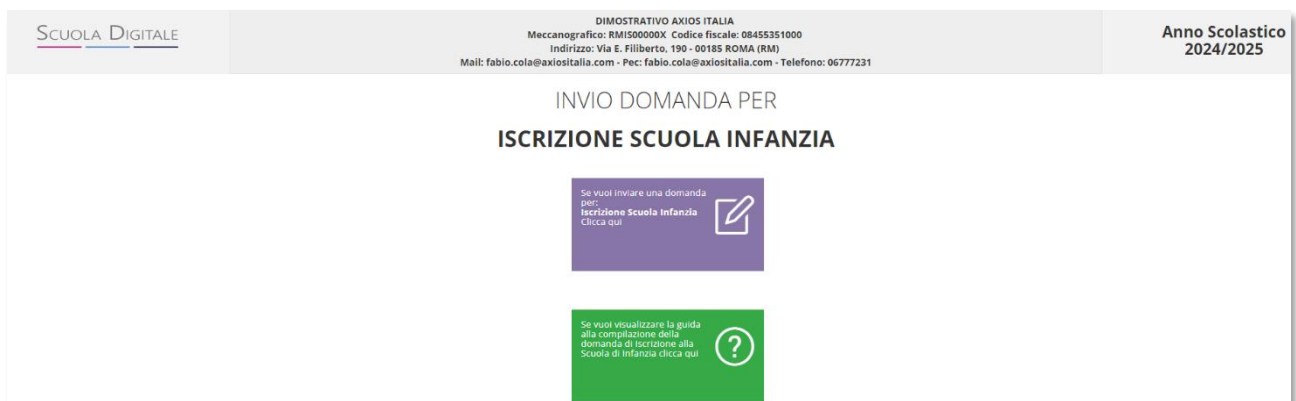 SCUOLA DIGITALE
DIMOSTRATIVO AXIOS ITALIA
Meccanografico: RMIS00000X Codice fiscale: 08455351000
Indirizzo: Via E. Filiberto, 190 - 00185 ROMA (RM)
Mail: fabio.cola@axiositalia.com - Pec: fabio.cola@axiositalia.com - Telefono: 06777231
Anno Scolastico
2024/2025
INVIO DOMANDA PER
ISCRIZIONE SCUOLA INFANZIA
Se vuoi inviare una domanda
per:
Iscrizione Scuola Infanzia
Clicca qui
Se vuoi visualizzare la guida
alla compilazione della
domanda di Iscrizione alla
Scuola di Infanzia clicca qui